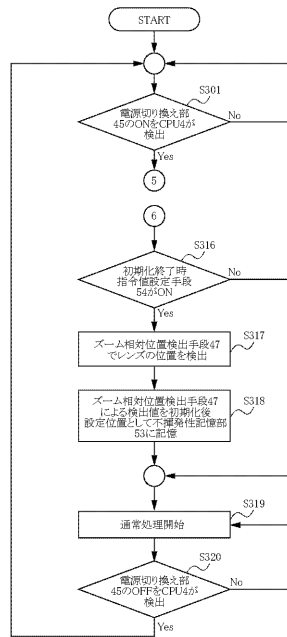 START
S301
電源切り換え部
45のONをCPU4が
検出
No
Yes
5
6
S316
初期化終了時
指令値設定手段
54がON
No
Yes
S317
ズーム相対位置検出手段47
でレンズの位置を検出
S318
ズーム相対位置検出手段47
による検出値を初期化後
設定位置として不揮発性記憶部
53に記憶
S319
通常処理開始
S320
電源切り換え部
45のOFFをCPU4が
検出
No
Yes